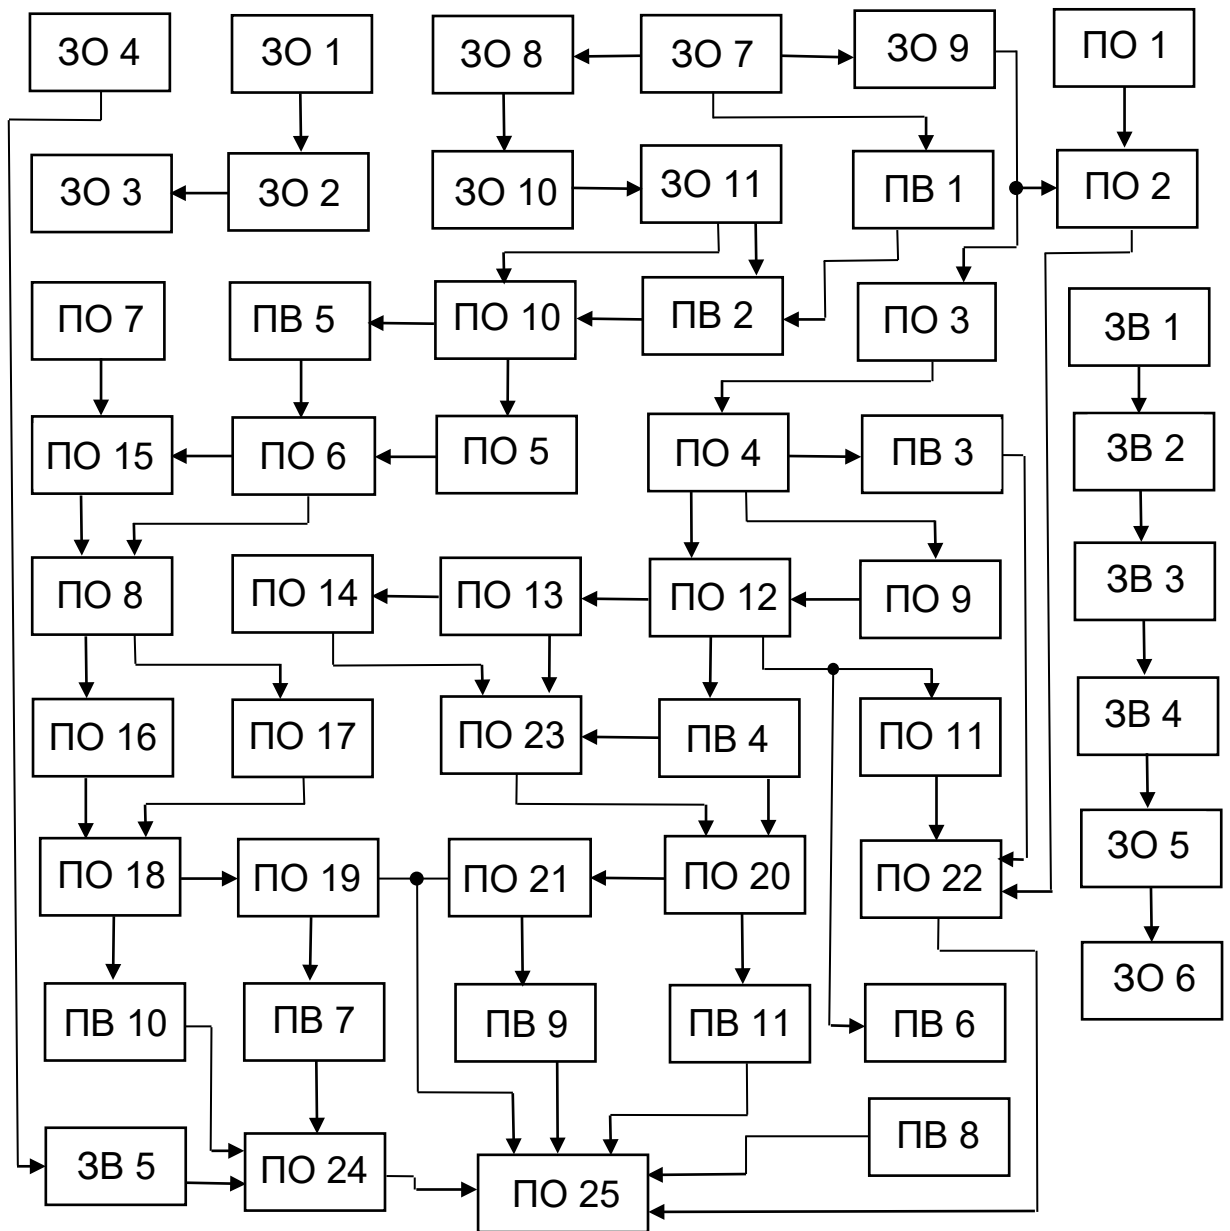 ЗО 4
ЗО 1
ЗО 8
ЗО 7
ЗО 9
ПО 1
ЗО 3
ЗО 2
ЗО 10
ЗО 11
ПВ 1
ПО 2
ПО 7
ПВ 5
ПО 10
ПВ 2
ПО 3
ЗВ 1
ПО 15
ПО 6
ПО 5
ПО 4
ПВ 3
ЗВ 2
ПО 8
ПО 14
ПО 13
ПО 12
ПО 9
ЗВ 3
ПО 16
ПО 17
ПО 23
ПВ 4
ПО 11
ЗВ 4
ПО 18
ПО 19
ПО 21
ПО 20
ПО 22
ЗО 5
ПВ 10
ПВ 7
ПВ 9
ПВ 11
ПВ 6
ЗО 6
ЗВ 5
ПО 24
ПО 25
ПВ 8